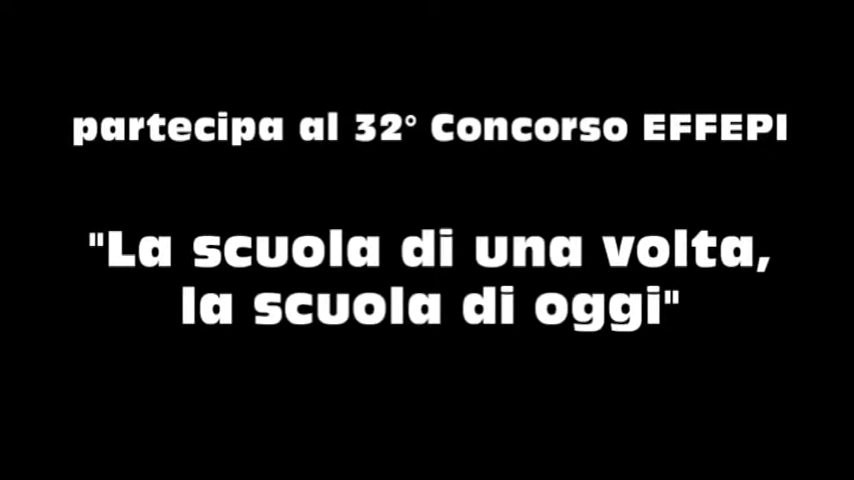 partecipa al 32° Concorso EFFEPI
"La scuola di una volta,
la scuola di oggi"